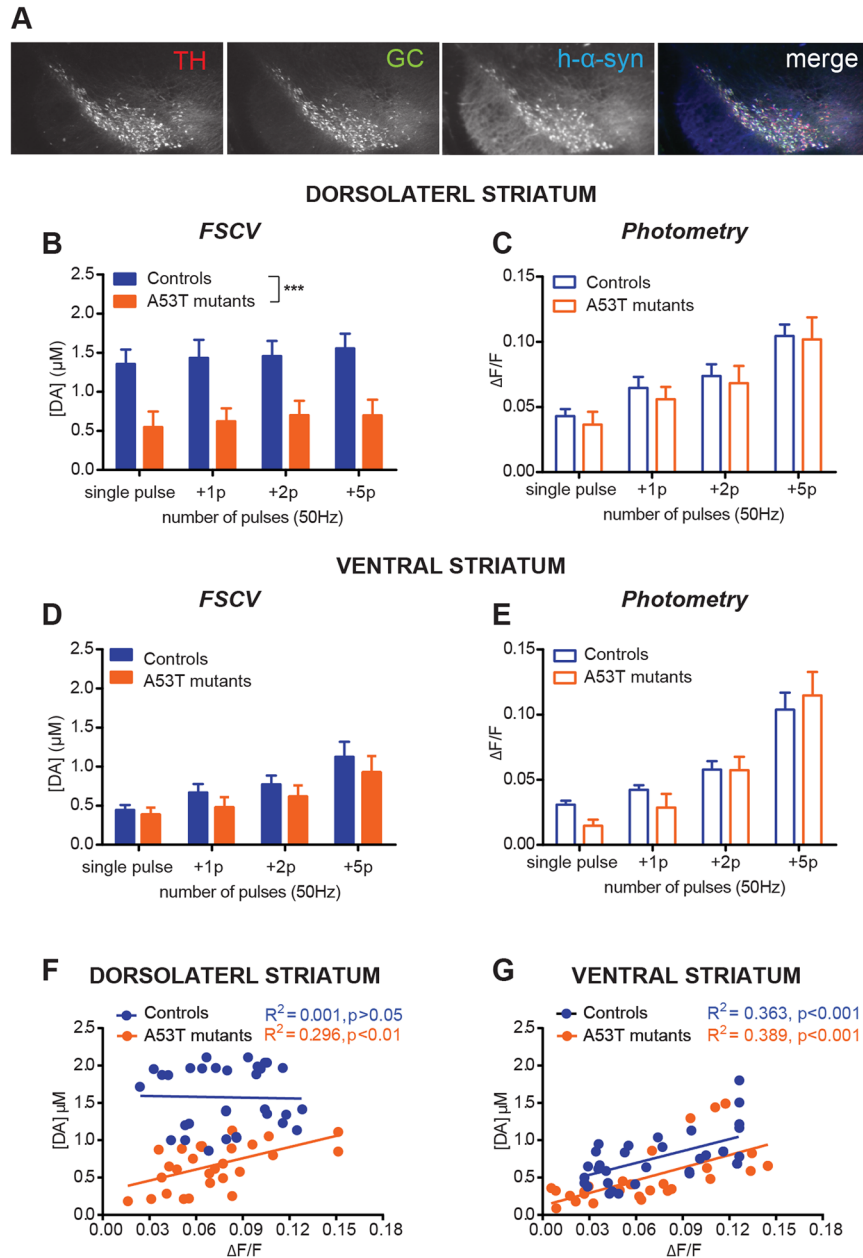 A
TH
GC
h-α-syn
merge
DORSOLATERL STRIATUM
B
FSCV
C
Photometry
2.5
2.0
1.5
1.0
0.5
0.0
[DA] (µM)
Controls
A53T mutants
***
single pulse
+1p
+2p
+5p
number of pulses (50Hz)
0.15
0.10
0.05
0.00
ΔF/F
Controls
A53T mutants
single pulse
+1p
+2p
+5p
number of pulses (50Hz)
VENTRAL STRIATUM
D
FSCV
E
Photometry
2.5
2.0
1.5
1.0
0.5
0.0
[DA] (µM)
Controls
A53T mutants
single pulse
+1p
+2p
+5p
number of pulses (50Hz)
0.15
0.10
0.05
0.00
ΔF/F
Controls
A53T mutants
single pulse
+1p
+2p
+5p
number of pulses (50Hz)
F
DORSOLATERL STRIATUM
Controls
R² = 0.001, p>0.05
A53T mutants
R² = 0.296, p<0.01
2.5
2.0
1.5
1.0
0.5
0.0
[DA] µM
0.00
0.03
0.06
0.09
0.12
0.15
0.18
ΔF/F
G
VENTRAL STRIATUM
Controls
R² = 0.363, p<0.001
A53T mutants
R² = 0.389, p<0.001
2.5
2.0
1.5
1.0
0.5
0.0
[DA] µM
0.00
0.03
0.06
0.09
0.12
0.15
0.18
ΔF/F